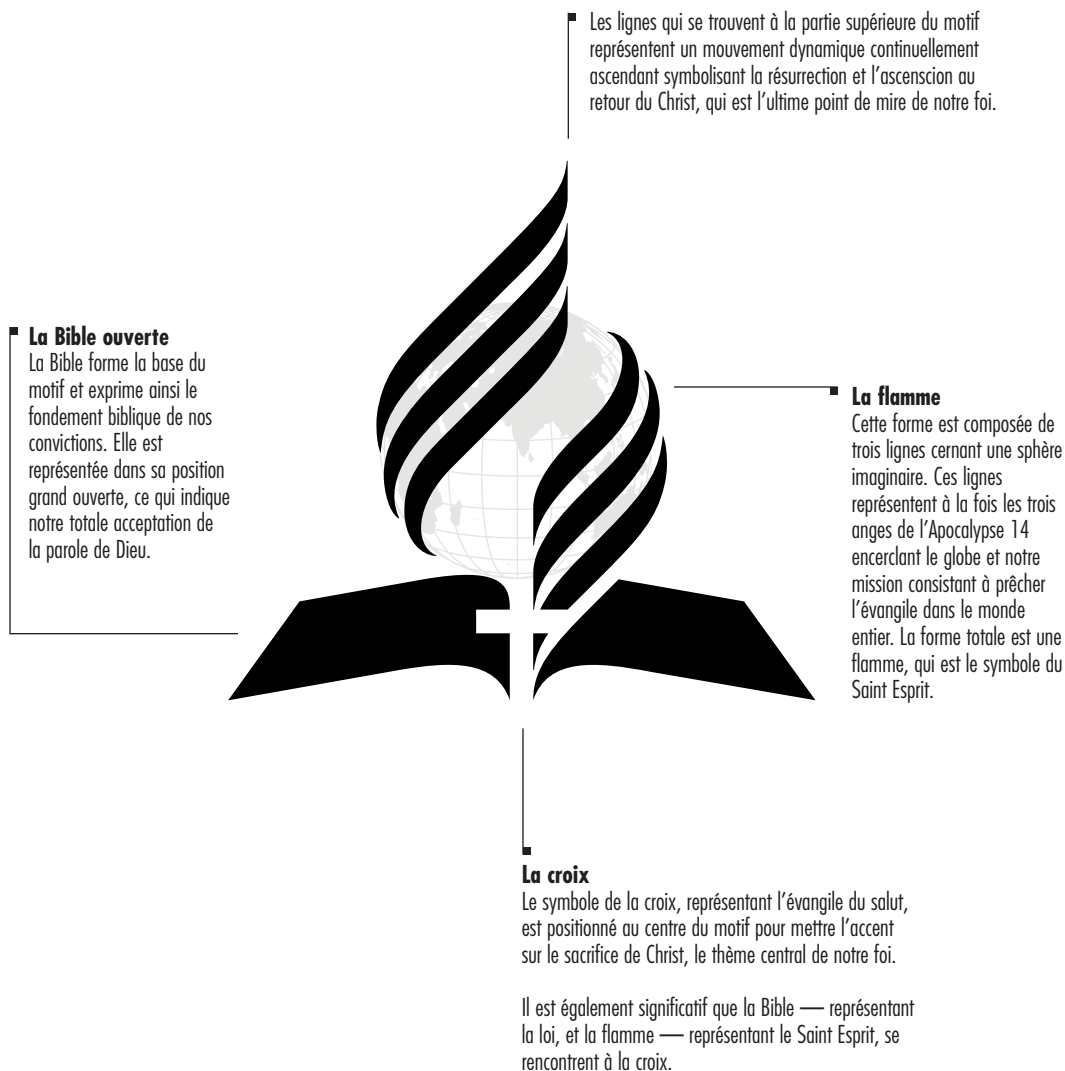 Les lignes qui se trouvent à la partie supérieure du motif
représentent un mouvement dynamique continuellement
ascendant symbolisant la résurrection et l’ascenscion au
retour du Christ, qui est l’ultime point de mire de notre foi.
La Bible ouverte
La Bible forme la base du
motif et exprime ainsi le
fondement biblique de nos
convictions. Elle est
représentée dans sa position
grand ouverte, ce qui indique
notre totale acceptation de
la parole de Dieu.
La flamme
Cette forme est composée de
trois lignes cernant une sphère
imaginaire. Ces lignes
représentent à la fois les trois
anges de l’Apocalypse 14
encerclant le globe et notre
mission consistant à prêcher
l’évangile dans le monde
entier. La forme totale est une
flamme, qui est le symbole du
Saint Esprit.
La croix
Le symbole de la croix, représentant l’évangile du salut,
est positionné au centre du motif pour mettre l’accent
sur le sacrifice de Christ, le thème central de notre foi.
Il est également significatif que la Bible — représentant
la loi, et la flamme — représentant le Saint Esprit, se
rencontrent à la croix.